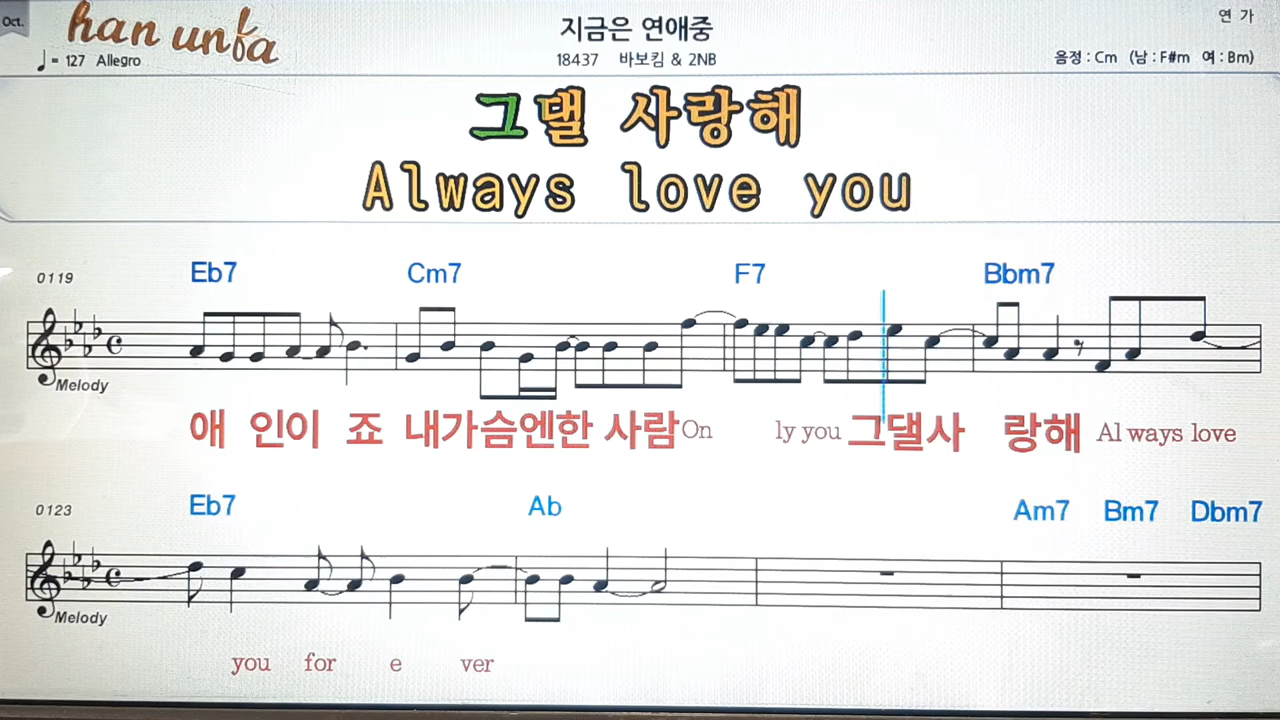 Oct.
han unfa
지금은 연애중
연 가
= 127 Allegro
18437 바보킴 & 2NB
음정 : Cm (남 : F#m 여 : Bm)
그댈 사랑해
Always love you
0119
Eb7 Cm7 F7 Bbm7
Melody
애 인이 죠 내가슴엔한 사람On ly you 그댈사 랑해 Al ways love
0123
Eb7 Ab Am7 Bm7 Dbm7
Melody
you for e ver